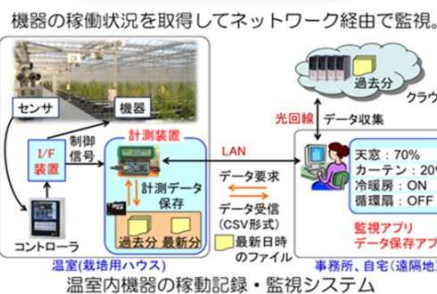 機器の稼働状況を取得してネットワーク経由で監視。
センサ
機器
過去分
クラウ
光回線
データ収集
制御
信号
計測装置
I/F
装置
LAN
天窓：70%
カーテン：20%
冷暖房：ON
循環扇：OFF
データ要求
計測データ
保存
データ受信
(CSV形式)
過去分
最新分
最新日時
のファイル
監視アプリ
データ保存アプ
コントローラ
温室(栽培用ハウス)
事務所、自宅(遠隔地)
温室内機器の稼働記録・監視システム